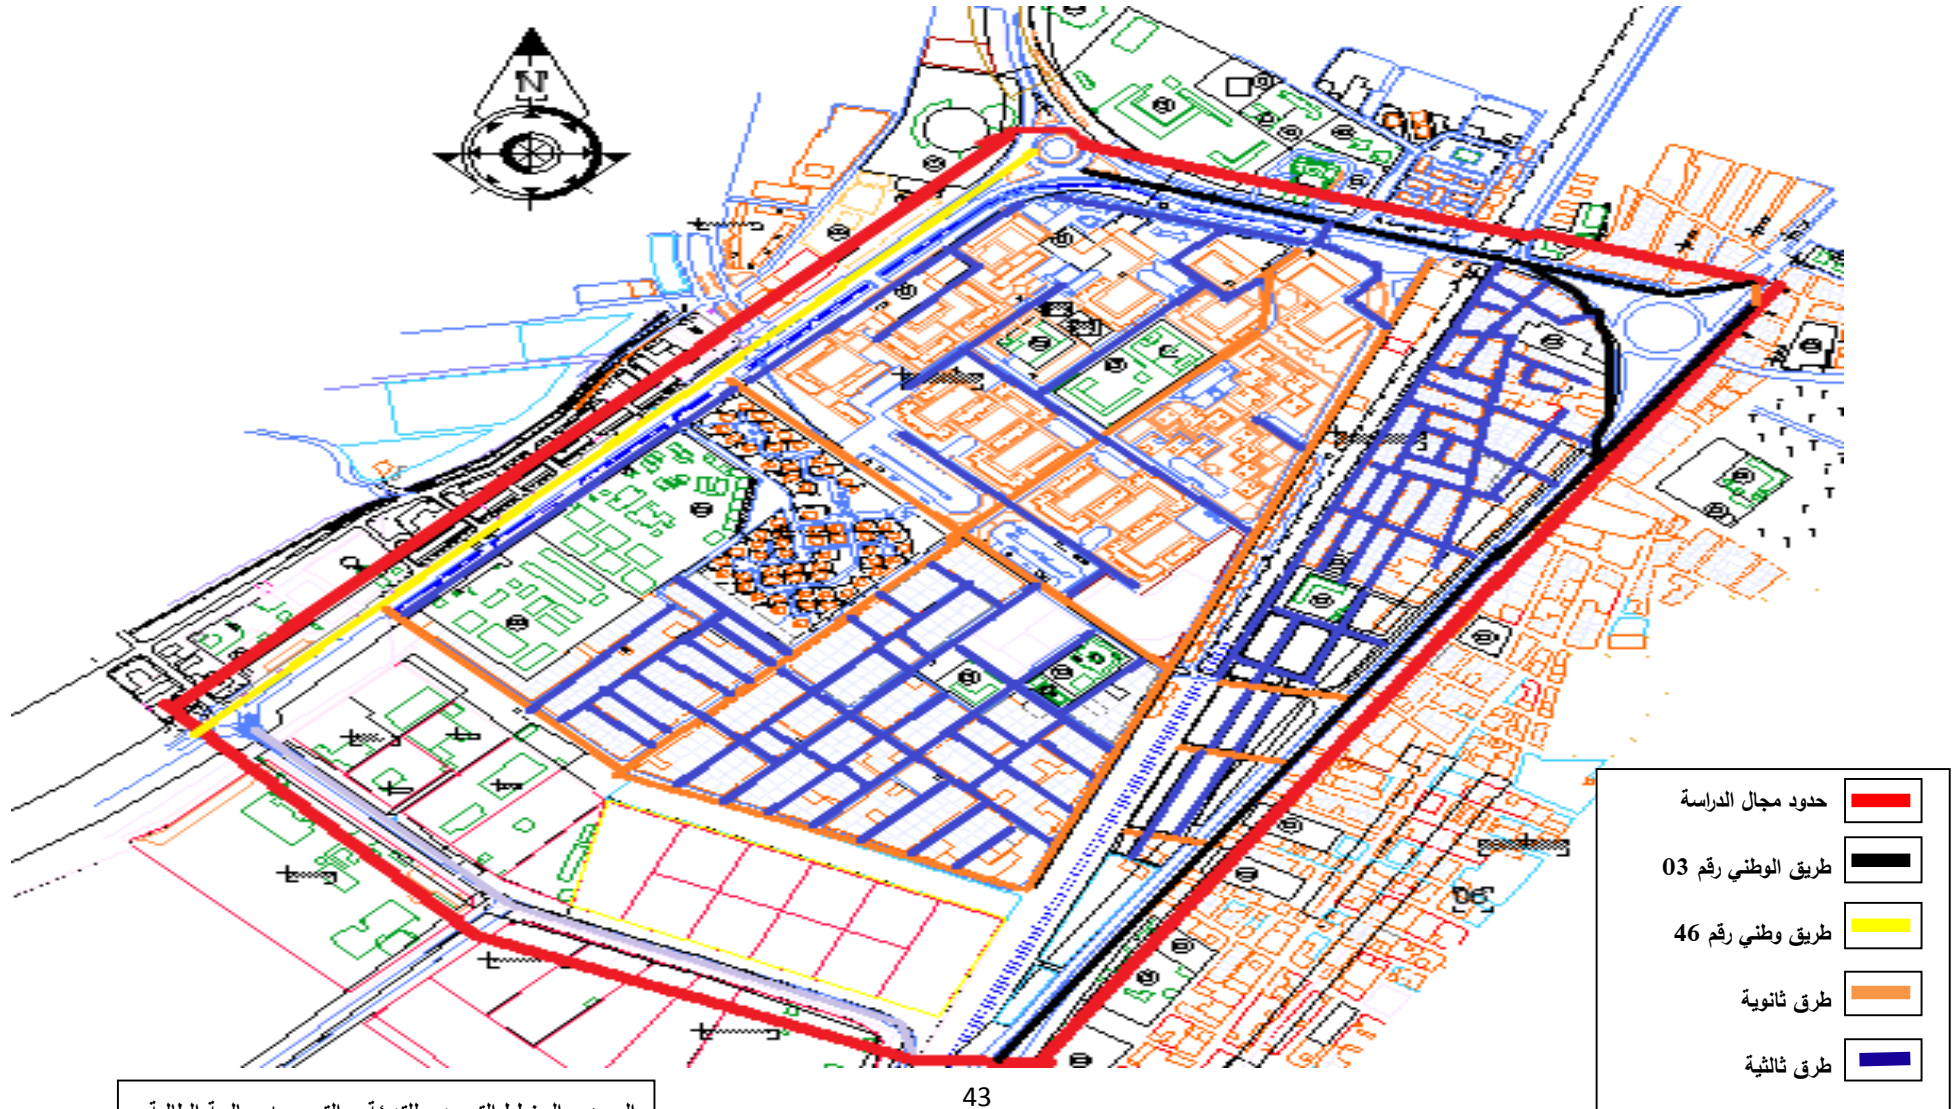 N
حدود مجال الدراسة
طريق الوطني رقم 03
طريق وطني رقم 46
طرق ثانوية
طرق ثالثية
43